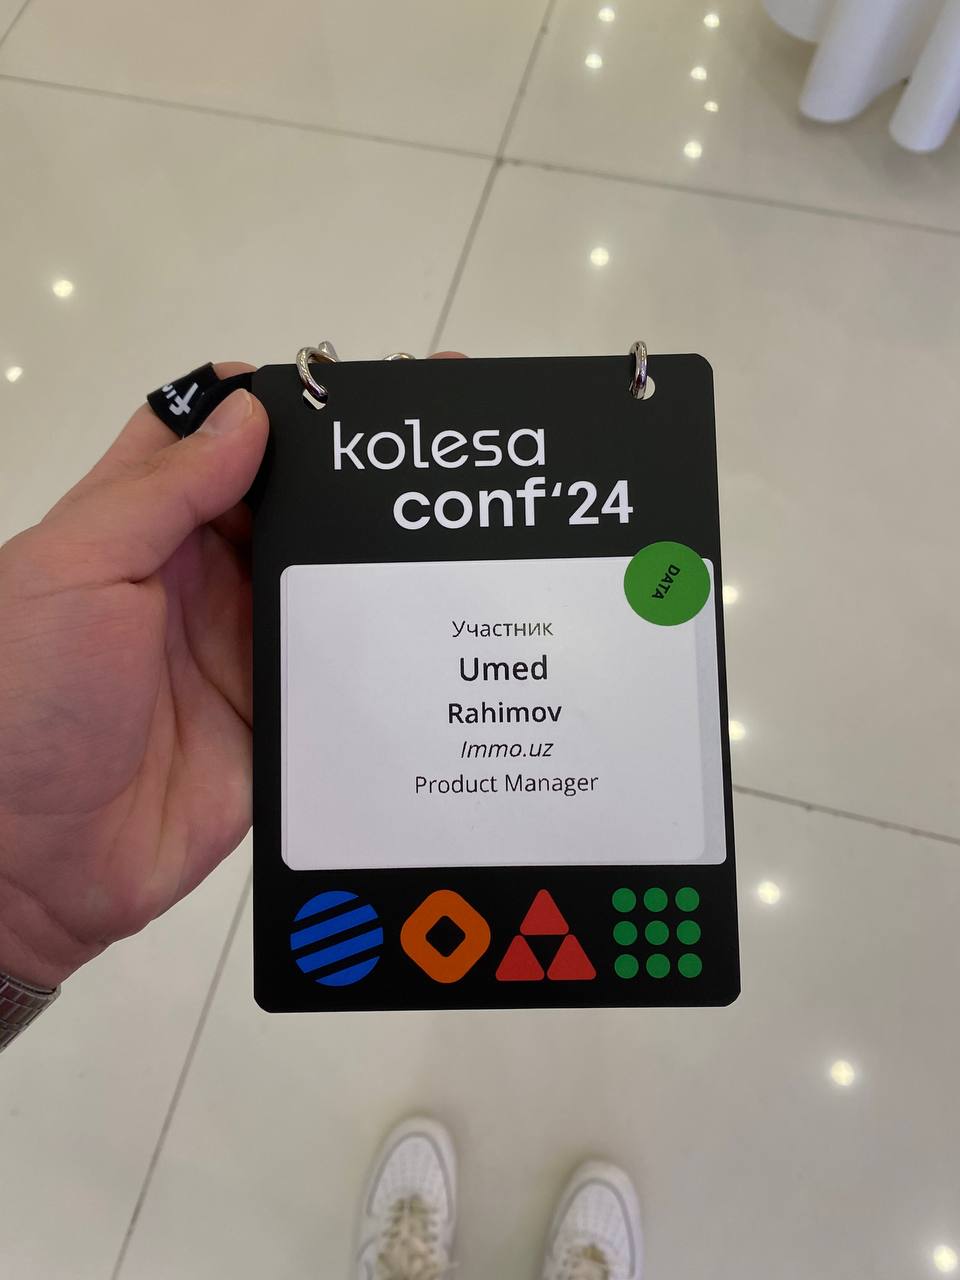 kolesa
conf‘24
DATA
Участник
Umed
Rahimov
Immo.uz
Product Manager